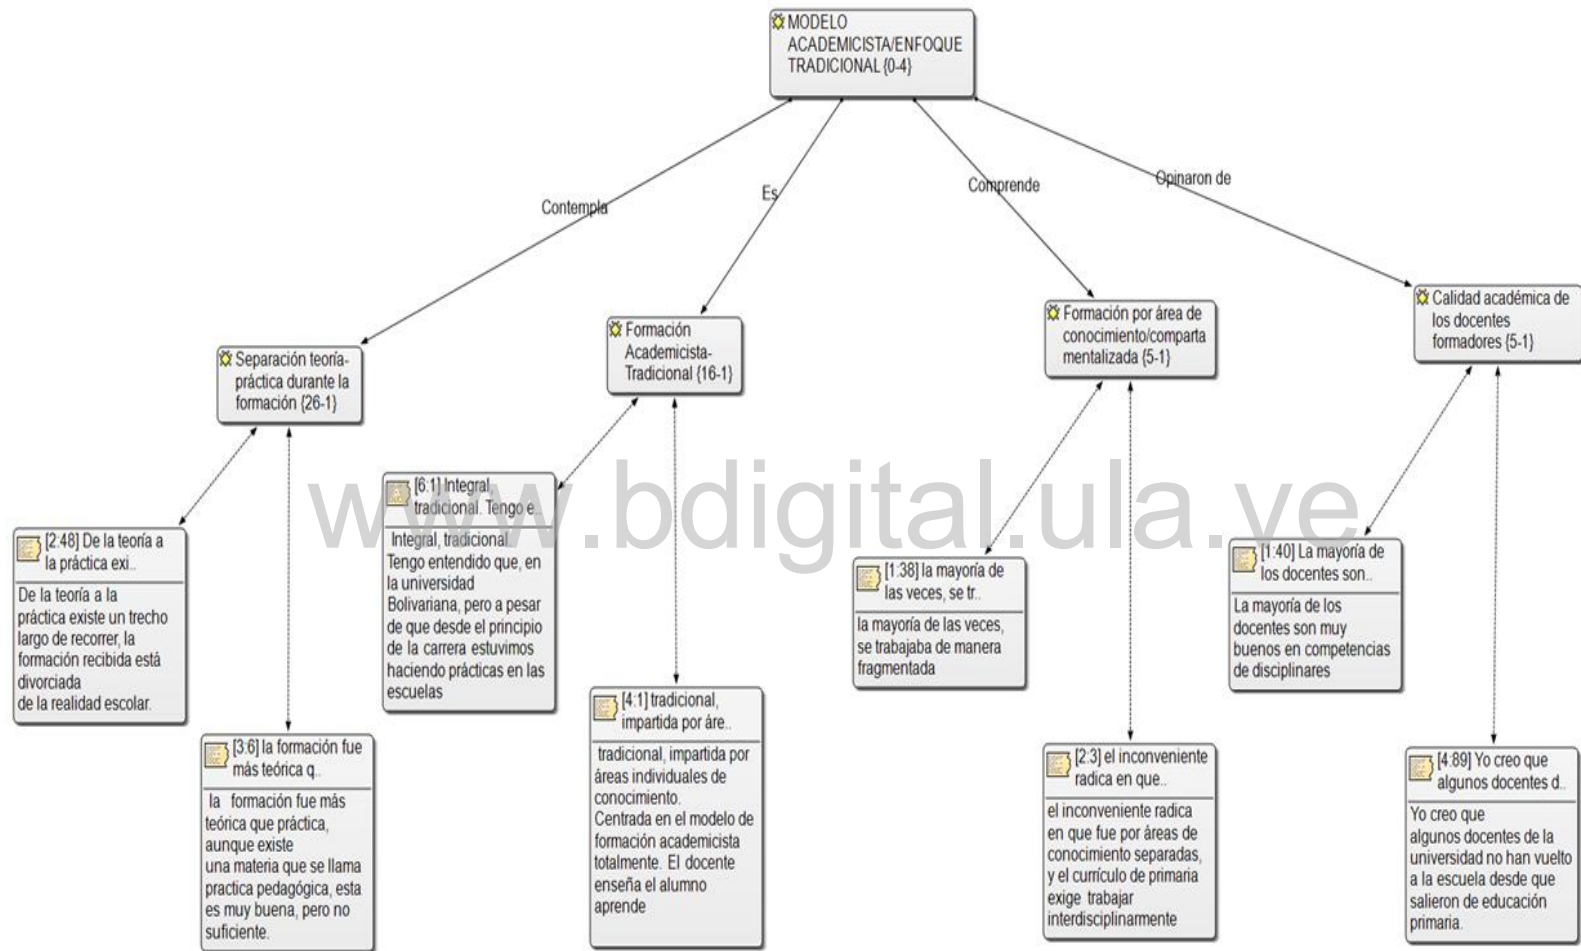 MODELO
ACADEMICISTA/ENFOQUE
TRADICIONAL {0-4}
Contempla
Es
Comprende
Opinaron de
Separación teoría-
práctica durante la
formación {26-1}
Formación
Academicista-
Tradicional {16-1}
Formación por área de
conocimiento/comparta
mentalizada {5-1}
Calidad académica de
los docentes
formadores {5-1}
[2:48] De la teoría a
la práctica exi..
De la teoría a la
práctica existe un trecho
largo de recorrer, la
formación recibida está
divorciada
de la realidad escolar.
[3:6] la formación fue
más teórica q..
la formación fue más
teórica que práctica,
aunque existe
una materia que se llama
practica pedagógica, esta
es muy buena, pero no
suficiente.
[6:1] Integral,
tradicional. Tengo e..
Integral, tradicional.
Tengo entendido que, en
la universidad
Bolivariana, pero a pesar
de que desde el principio
de la carrera estuvimos
haciendo prácticas en las
escuelas
[4:1] tradicional,
impartida por áre..
tradicional, impartida por
áreas individuales de
conocimiento.
Centrada en el modelo de
formación academicista
totalmente. El docente
enseña el alumno
aprende
[1:38] la mayoría de
las veces, se tr..
la mayoría de las veces,
se trabajaba de manera
fragmentada
[2:3] el inconveniente
radica en que..
el inconveniente radica
en que fue por áreas de
conocimiento separadas,
y el currículo de primaria
exige trabajar
interdisciplinarmente
[1:40] La mayoría de
los docentes son..
La mayoría de los
docentes son muy
buenos en competencias
de disciplinares
[4:89] Yo creo que
algunos docentes d..
Yo creo que
algunos docentes de la
universidad no han vuelto
a la escuela desde que
salieron de educación
primaria.
www.bdigital.ula.ve